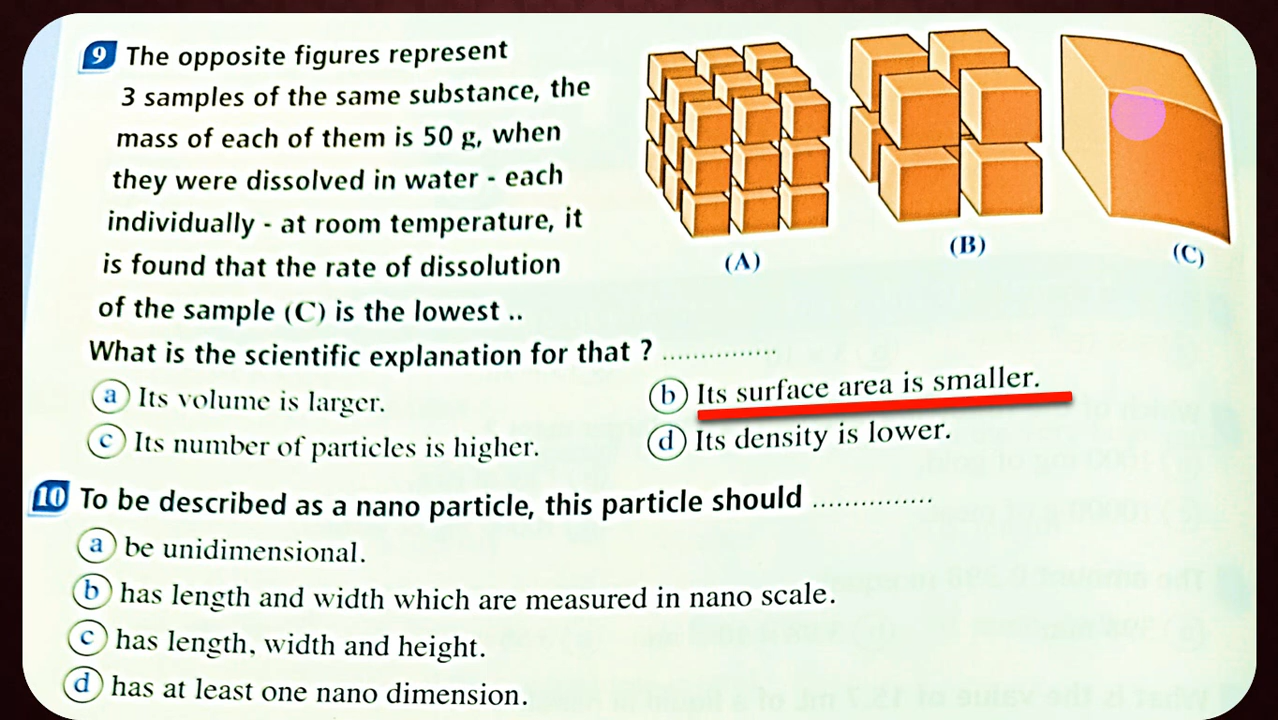 9 The opposite figures represent
3 samples of the same substance, the
mass of each of them is 50 g, when
they were dissolved in water - each
individually - at room temperature, it
is found that the rate of dissolution
of the sample (C) is the lowest ..
What is the scientific explanation for that ? ...............
(A) (B) (C)
a Its volume is larger. b Its surface area is smaller.
c Its number of particles is higher. d Its density is lower.
10 To be described as a nano particle, this particle should ...............
a be unidimensional.
b has length and width which are measured in nano scale.
c has length, width and height.
d has at least one nano dimension.